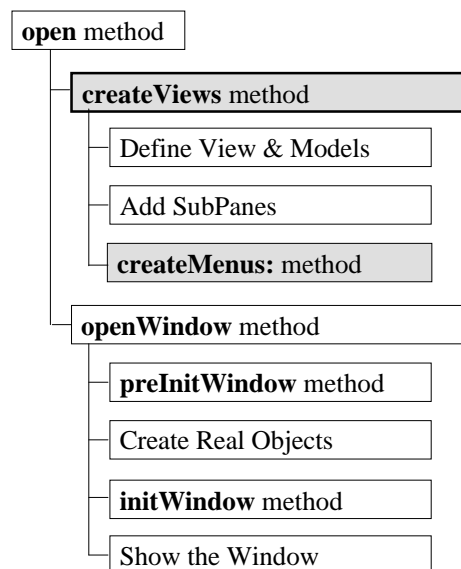 open method
createViews method
Define View & Models
Add SubPanes
createMenus: method
openWindow method
preInitWindow method
Create Real Objects
initWindow method
Show the Window